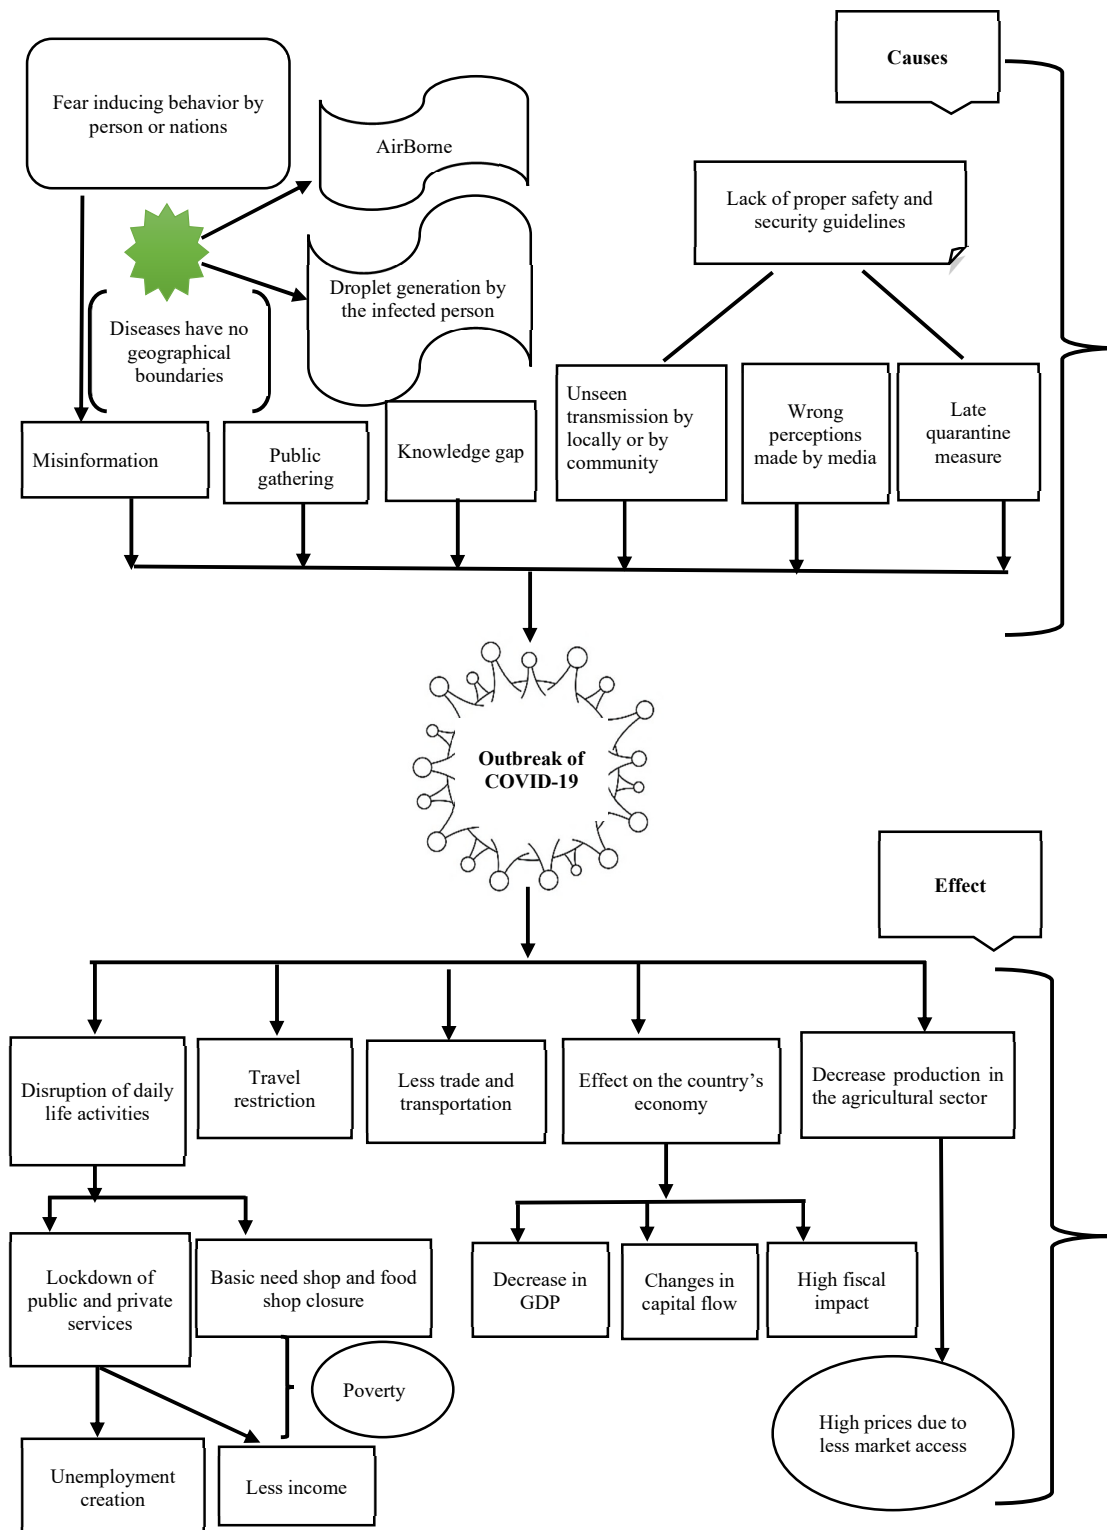 Causes
Fear inducing behavior by
person or nations
AirBorne
Lack of proper safety and
security guidelines
Droplet generation by
the infected person
Diseases have no
geographical
boundaries
Misinformation
Public
gathering
Knowledge gap
Unseen
transmission by
locally or by
community
Wrong
perceptions
made by media
Late
quarantine
measure
Outbreak of
COVID-19
Effect
Disruption of daily
life activities
Travel
restriction
Less trade and
transportation
Effect on the country’s
economy
Decrease production in
the agricultural sector
Lockdown of
public and private
services
Basic need shop and food
shop closure
Decrease in
GDP
Changes in
capital flow
High fiscal
impact
Poverty
High prices due to
less market access
Unemployment
creation
Less income